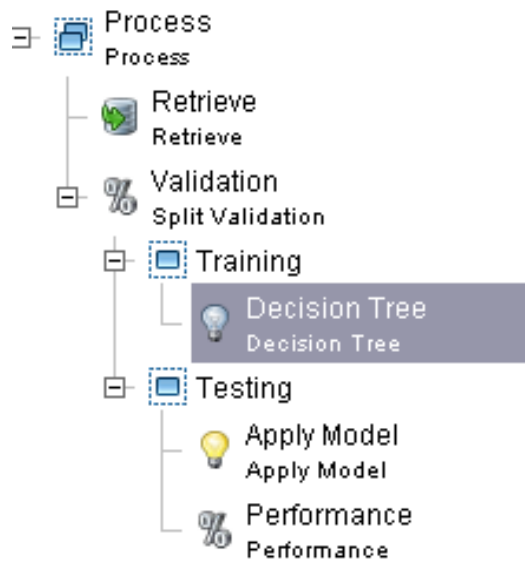 Process
Process
Retrieve
Retrieve
Validation
Split Validation
Training
Decision Tree
Decision Tree
Testing
Apply Model
Apply Model
Performance
Performance